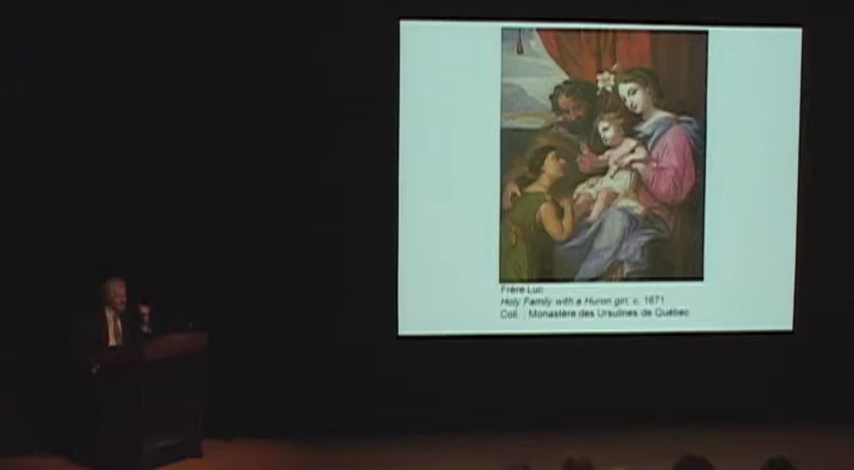 Frère Luc
Holy Family with a Huron girl, c. 1671
Coll. : Monastère des Ursulines de Québec